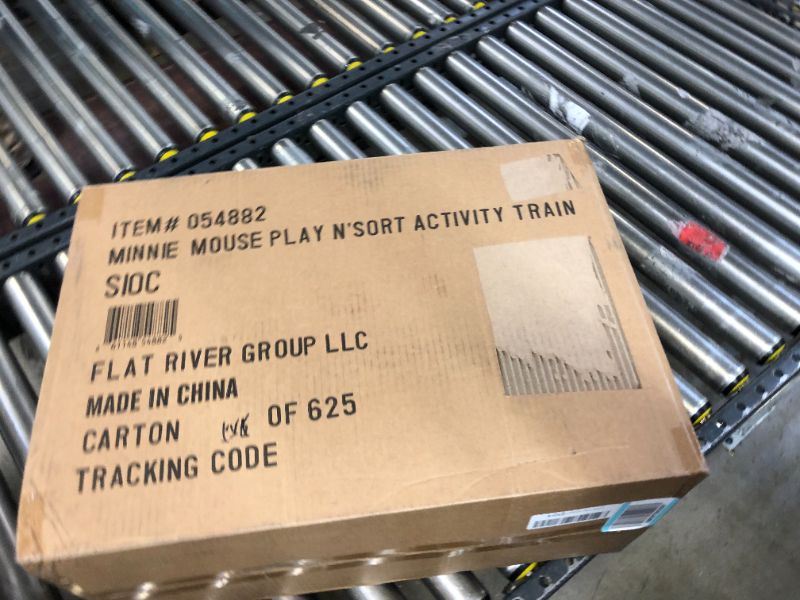 ITEM# 054882
MINNIE MOUSE PLAY N'SORT ACTIVITY TRAIN
SIOC
FLAT RIVER GROUP LLC
MADE IN CHINA
CARTON OF 625
TRACKING CODE